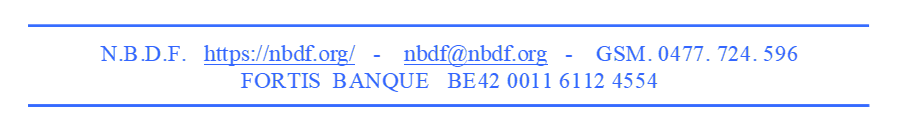 N.B.D.F. https://nbdf.org/ - nbdf@nbdf.org - GSM. 0477. 724. 596
FORTIS BANQUE BE42 0011 6112 4554